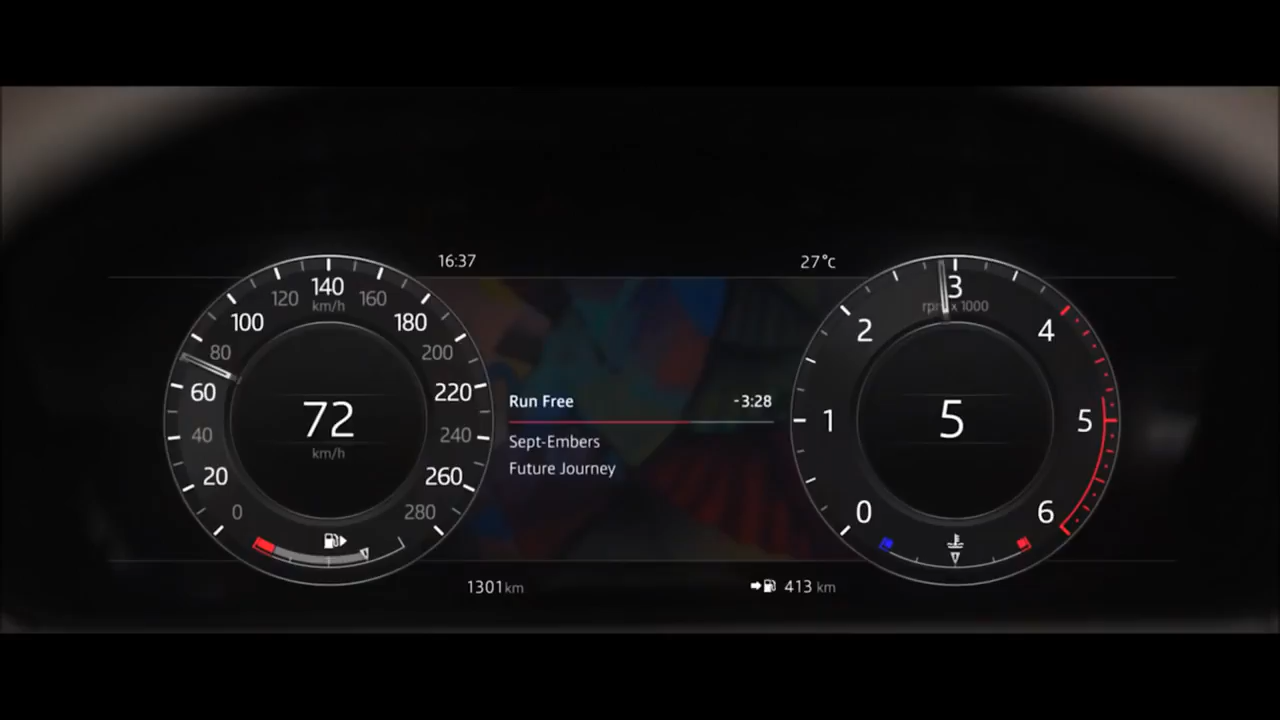 16:37
27°C
140
120
160
km/h
100
180
80
200
60
220
40
240
20
260
0
280
72
km/h
Run Free -3:28
Sept-Embers
Future Journey
3
x 1000
2
4
1
5
0
6
5
1301 km
413 km